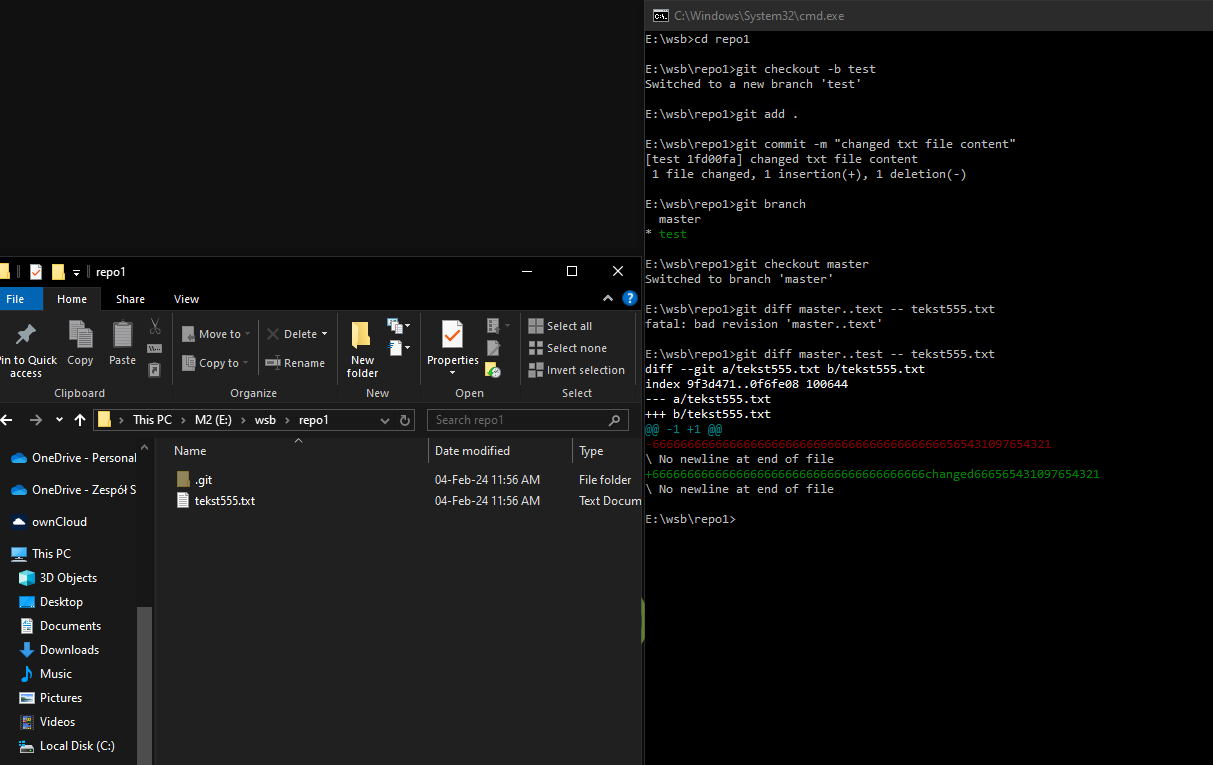 repo1
File
Home
Share
View
Pin to Quick access
Copy
Paste
Clipboard
Move to
Copy to
Delete
Rename
Organize
New folder
New
Properties
Open
Select all
Select none
Invert selection
Select
This PC > M2 (E:) > wsb > repo1
Search repo1
OneDrive - Personal
OneDrive - Zespół S
ownCloud
This PC
3D Objects
Desktop
Documents
Downloads
Music
Pictures
Videos
Local Disk (C:)
Name Date modified Type
.git 04-Feb-24 11:56 AM File folder
tekst555.txt 04-Feb-24 11:56 AM Text Docum
C:\Windows\System32\cmd.exe
E:\wsb>cd repo1
E:\wsb\repo1>git checkout -b test
Switched to a new branch 'test'
E:\wsb\repo1>git add .
E:\wsb\repo1>git commit -m "changed txt file content"
[test 1fd00fa] changed txt file content
1 file changed, 1 insertion(+), 1 deletion(-)
E:\wsb\repo1>git branch
master
* test
E:\wsb\repo1>git checkout master
Switched to branch 'master'
E:\wsb\repo1>git diff master..text -- tekst555.txt
fatal: bad revision 'master..text'
E:\wsb\repo1>git diff master..test -- tekst555.txt
diff --git a/tekst555.txt b/tekst555.txt
index 9f3d471..0f6fe08 100644
--- a/tekst555.txt
+++ b/tekst555.txt
@@ -1 +1 @@
\ No newline at end of file
+666666666666666666666666666666666666666changed666565431097654321
\ No newline at end of file
E:\wsb\repo1>